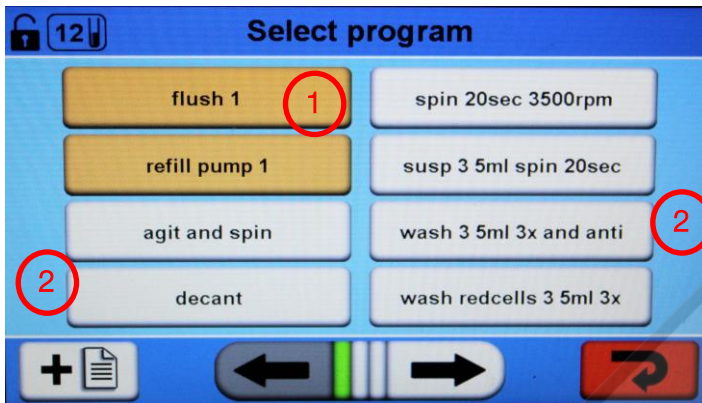 12
Select program
flush 1
1
spin 20sec 3500rpm
refill pump 1
susp 3 5ml spin 20sec
agit and spin
wash 3 5ml 3x and anti
2
2
decant
wash redcells 3 5ml 3x